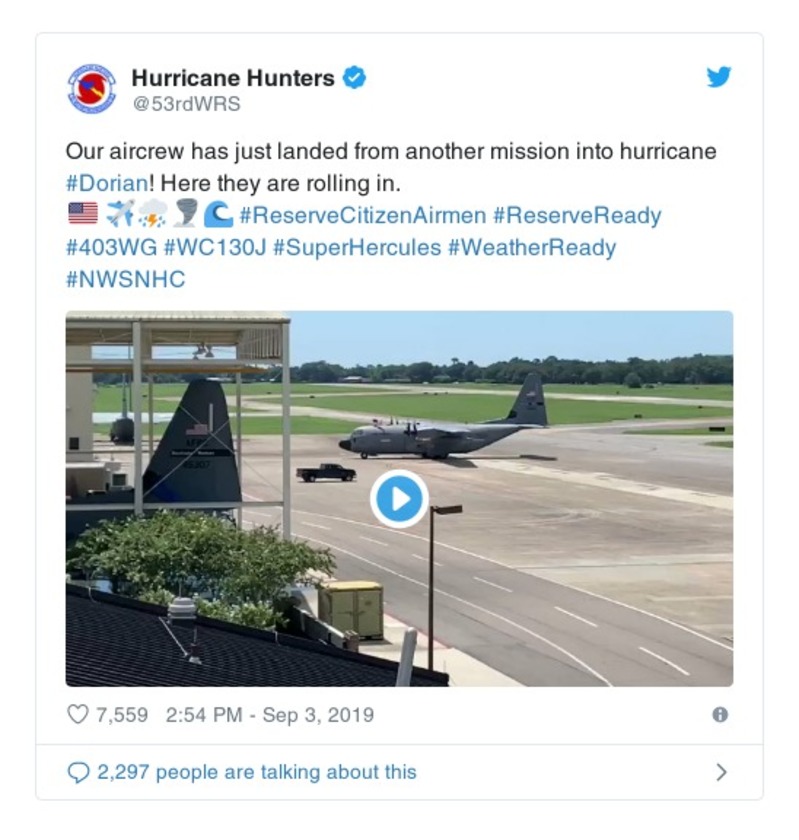 Hurricane Hunters
@53rdWRS
Our aircrew has just landed from another mission into hurricane
#Dorian! Here they are rolling in.
🇺🇸 ✈️⛈️🌪️🌊 #ReserveCitizenAirmen #ReserveReady
#403WG #WC130J #SuperHercules #WeatherReady
#NWSNHC
7,559 2:54 PM - Sep 3, 2019
2,297 people are talking about this